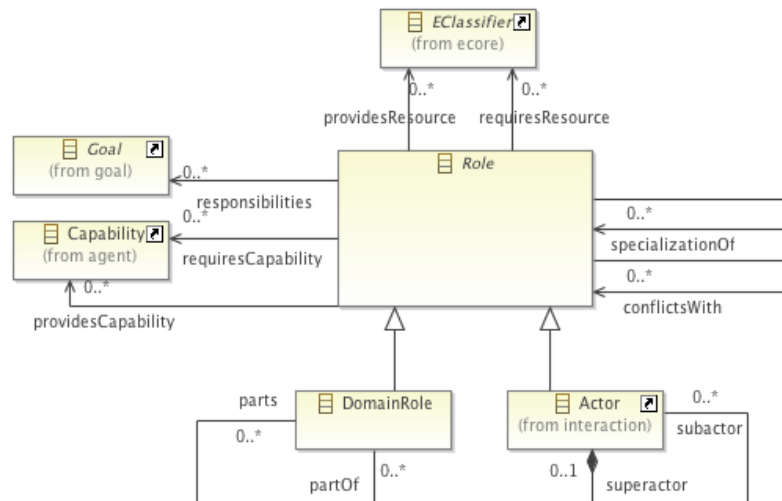 EClassifier
(from ecore)
0..*
0..*
providesResource
requiresResource
Goal
(from goal)
0..*
responsibilities
Role
0..*
Capability
(from agent)
requiresCapability
0..*
providesCapability
0..*
specializationOf
0..*
conflictsWith
parts
0..*
DomainRole
0..*
partOf
Actor
(from interaction)
0..*
subactor
0..1
superactor